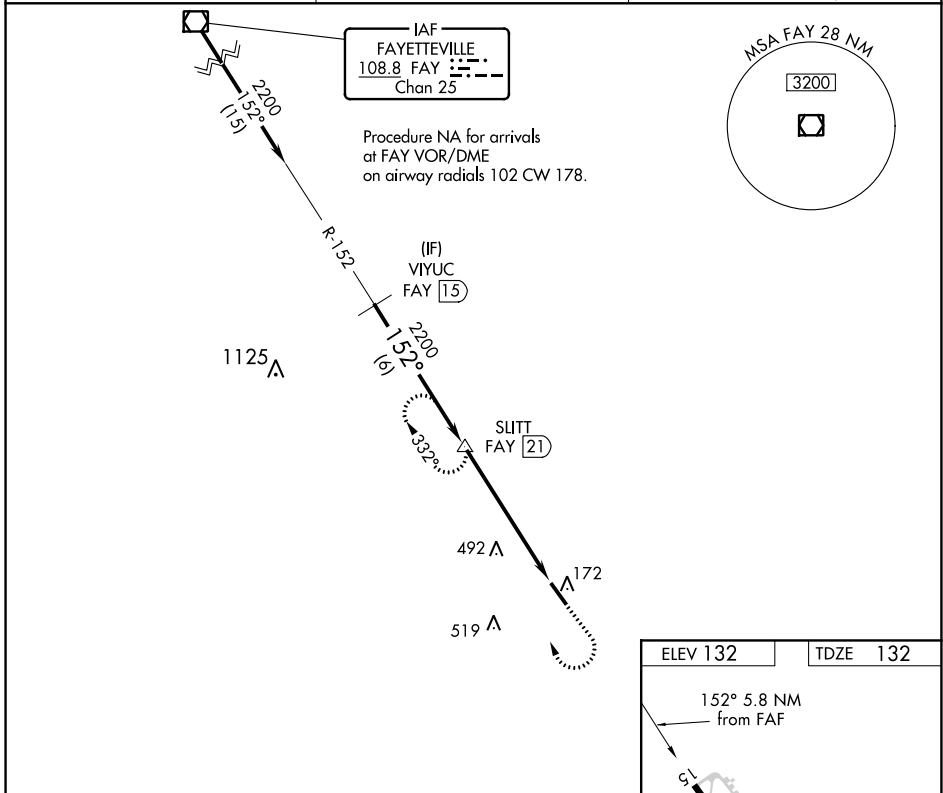 IAF
FAYETTEVILLE
108.8 FAY
Chan 25
MSA FAY 28 NM
3200
2200
152°
(15)
Procedure NA for arrivals
at FAY VOR/DME
on airway radials 102 CW 178.
R-152
(IF)
VIYUC
FAY 15
2200
152°
(6)
1125
SLITT
FAY 21
332°
492
172
519
ELEV 132
TDZE 132
152° 5.8 NM
from FAF
15